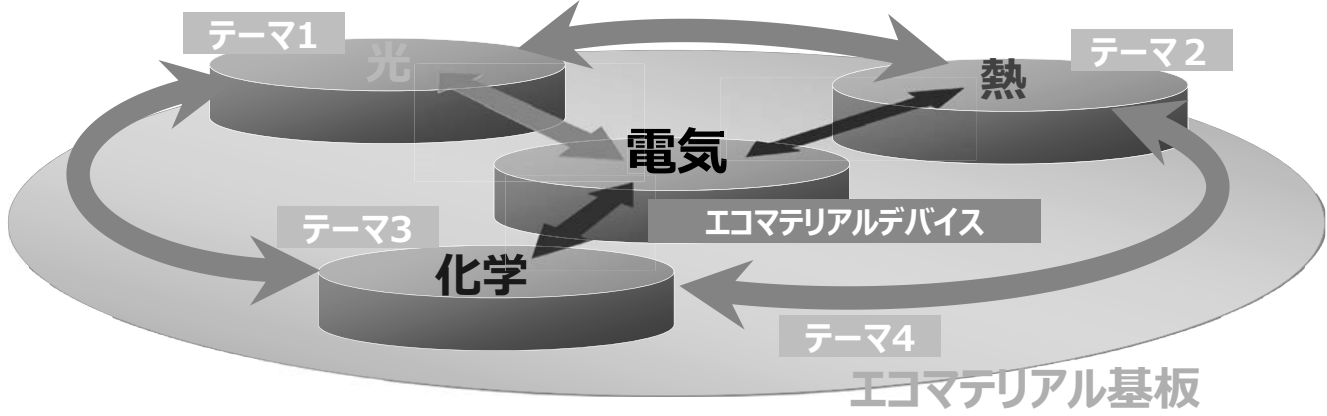 テーマ1
光
テーマ２
熱
電気
エコマテリアルデバイス
テーマ3
化学
テーマ4
エコマテリアル基板